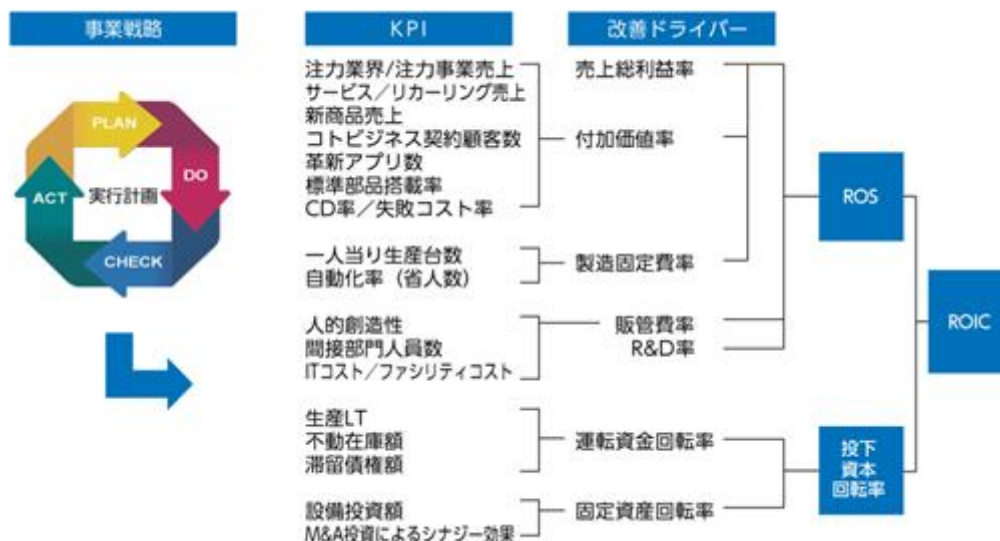 事業戦略
PLAN
DO
CHECK
ACT
実行計画
KPI
注力業界/注力事業売上
サービス／リカーリング売上
新商品売上
コトビジネス契約顧客数
革新アプリ数
標準部品搭載率
CD率／失敗コスト率
一人当り生産台数
自動化率（省人数）
人的創造性
間接部門人員数
ITコスト／ファシリティコスト
生産LT
不動在庫額
滞留債権額
設備投資額
M&A投資によるシナジー効果
改善ドライバー
売上総利益率
付加価値率
製造固定費率
販管費率
R&D率
運転資金回転率
固定資産回転率
ROS
投下
資本
回転率
ROIC